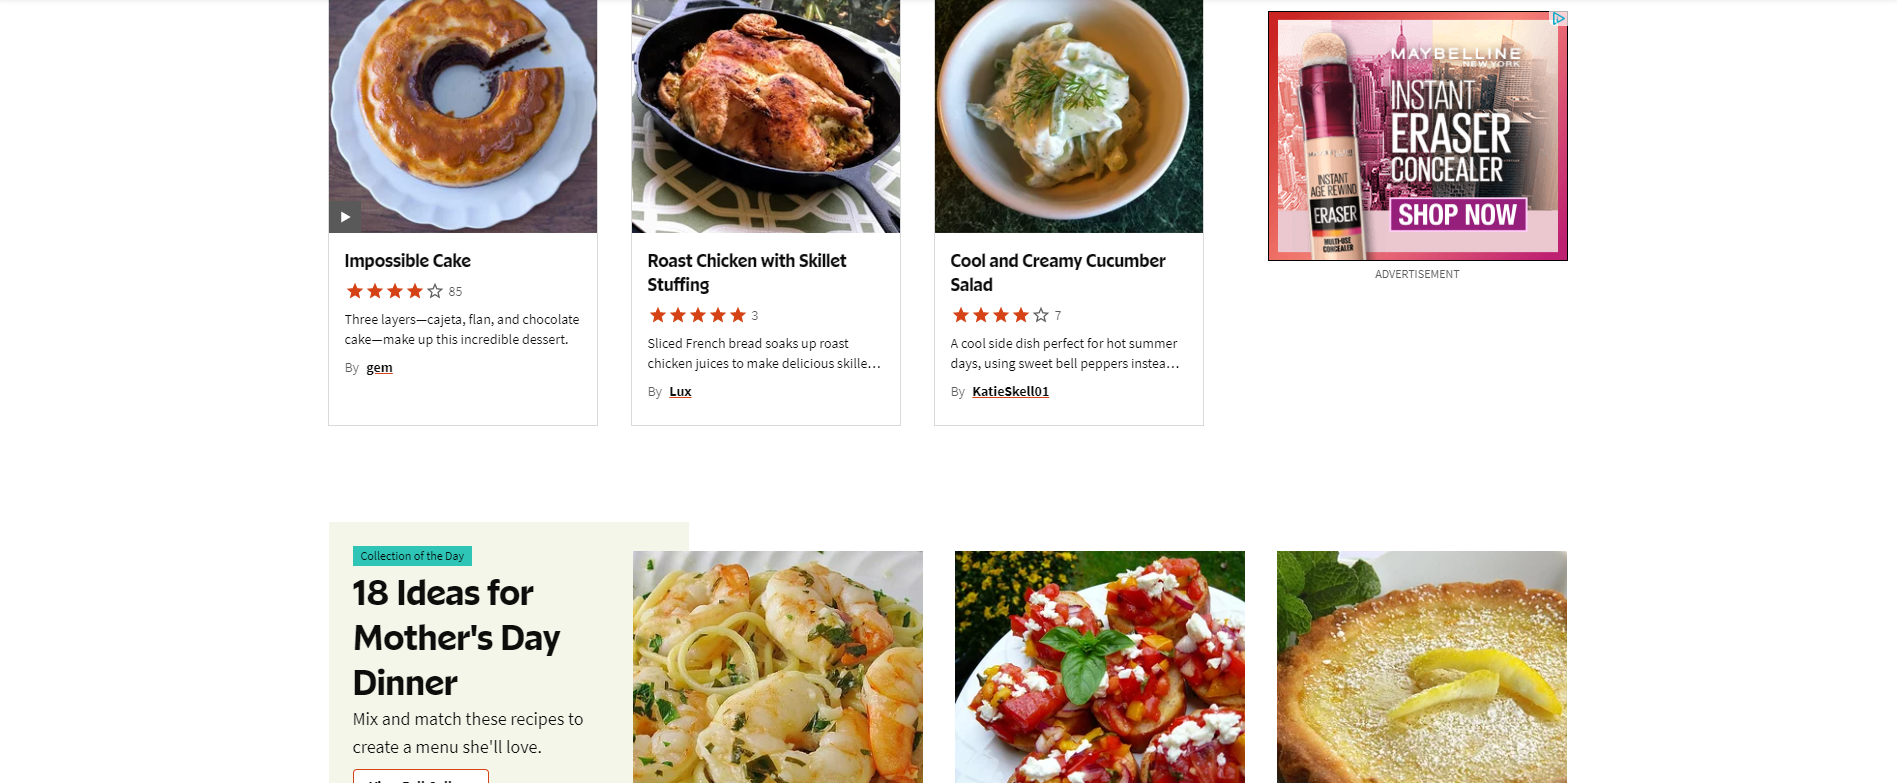 Impossible Cake
85
Three layers—cajeta, flan, and chocolate
cake—make up this incredible dessert.
By gem
Roast Chicken with Skillet
Stuffing
3
Sliced French bread soaks up roast
chicken juices to make delicious skille...
By Lux
Cool and Creamy Cucumber
Salad
7
A cool side dish perfect for hot summer
days, using sweet bell peppers instea...
By KatieSkell01
MAYBELLINE
NEW YORK
INSTANT
ERASER
CONCEALER
SHOP NOW
INSTANT
AGE REWIND
ERASER
MULTI-USE
CONCEALER
ADVERTISEMENT
Collection of the Day
18 Ideas for
Mother's Day
Dinner
Mix and match these recipes to
create a menu she'll love.